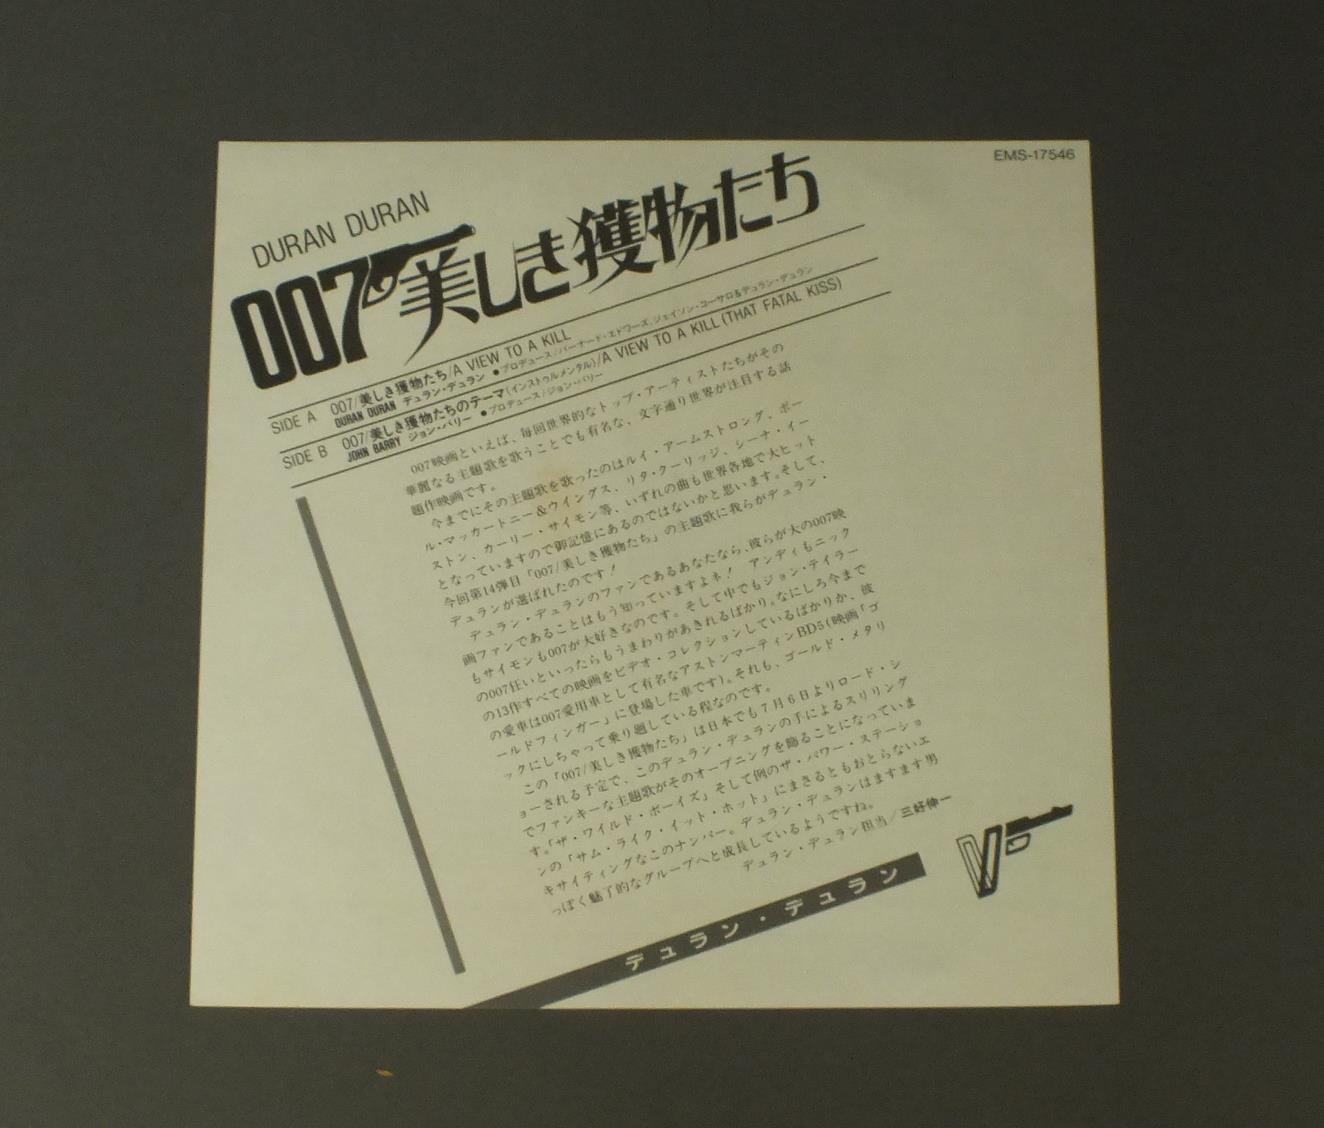 EMS-17546
DURAN DURAN
007 美しき獲物たち
SIDE A 007/美しき獲物たち/A VIEW TO A KILL
DURAN DURAN デュラン・デュラン ●プロデュース/バーナード・エドワーズ、ジェイソン・コーサロ&デュラン・デュラン
SIDE B 007/美しき獲物たちのテーマ(インストゥルメンタル)/A VIEW TO A KILL (THAT FATAL KISS)
JOHN BARRY ジョン・バリー ●プロデュース/ジョン・バリー
007映画といえば、毎回世界的なトップ・アーティストたちがその
華麗なる主題歌を歌うことでも有名な、文字通り世界が注目する話
題作映画です。
今までにその主題歌を歌ったのはルイ・アームストロング、ポー
ル・マッカートニー&ウイングス、リタ・クーリッジ、シーナ・イー
ストン、カーリー・サイモン等、いずれの曲も世界各地で大ヒット
となっていますので御記憶にあるのではないかと思います。そして、
今回第14弾目「007/美しき獲物たち」の主題歌に我らがデュラン・
デュランが選ばれたのです!
デュラン・デュランのファンであるあなたなら、彼らが大の007映
画ファンであることはもう知っていますよネ! アンディもニック
もサイモンも007が大好きなのです。そして中でもジョン・テイラー
の007狂いといったらもうまわりがあきれるばかり。なにしろ今まで
の13作すべての映画をビデオ・コレクションしているばかりか、彼
の愛車は007愛用車として有名なアストンマーティンBD5(映画「ゴ
ールドフィンガー」に登場した車です)。それも、ゴールド・メタリ
ックにしちゃって乗り廻している程なのです。
この「007/美しき獲物たち」は日本でも7月6日よりロード・シ
ョーされる予定で、このデュラン・デュランの手によるスリリング
でファンキーな主題歌がそのオープニングを飾ることになっていま
す。「ザ・ワイルド・ボーイズ」そして例のザ・パワー・ステーショ
ンの「サム・ライク・イット・ホット」にまさるともおとらないエ
キサイティングなこのナンバー。デュラン・デュランはますます男
っぽく魅了的なグループへと成長しているようですね。
デュラン・デュラン担当/三好伸一
デュラン・デュラン